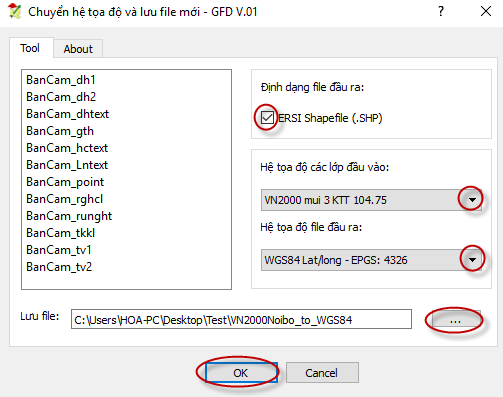 Chuyển hệ tọa độ và lưu file mới - GFD V.01
Tool
About
BanCam_dh1
BanCam_dh2
BanCam_dhtext
BanCam_gth
BanCam_hctext
BanCam_Lntext
BanCam_point
BanCam_rghcl
BanCam_runght
BanCam_tkkl
BanCam_tv1
BanCam_tv2
Định dạng file đầu ra:
ERSI Shapefile (.SHP)
Hệ tọa độ các lớp đầu vào:
VN2000 mui 3 KTT 104.75
Hệ tọa độ file đầu ra:
WGS84 Lat/long - EPGS: 4326
Lưu file:
C:\Users\HOA-PC\Desktop\Test\VN2000Noibo_to_WGS84
...
OK
Cancel